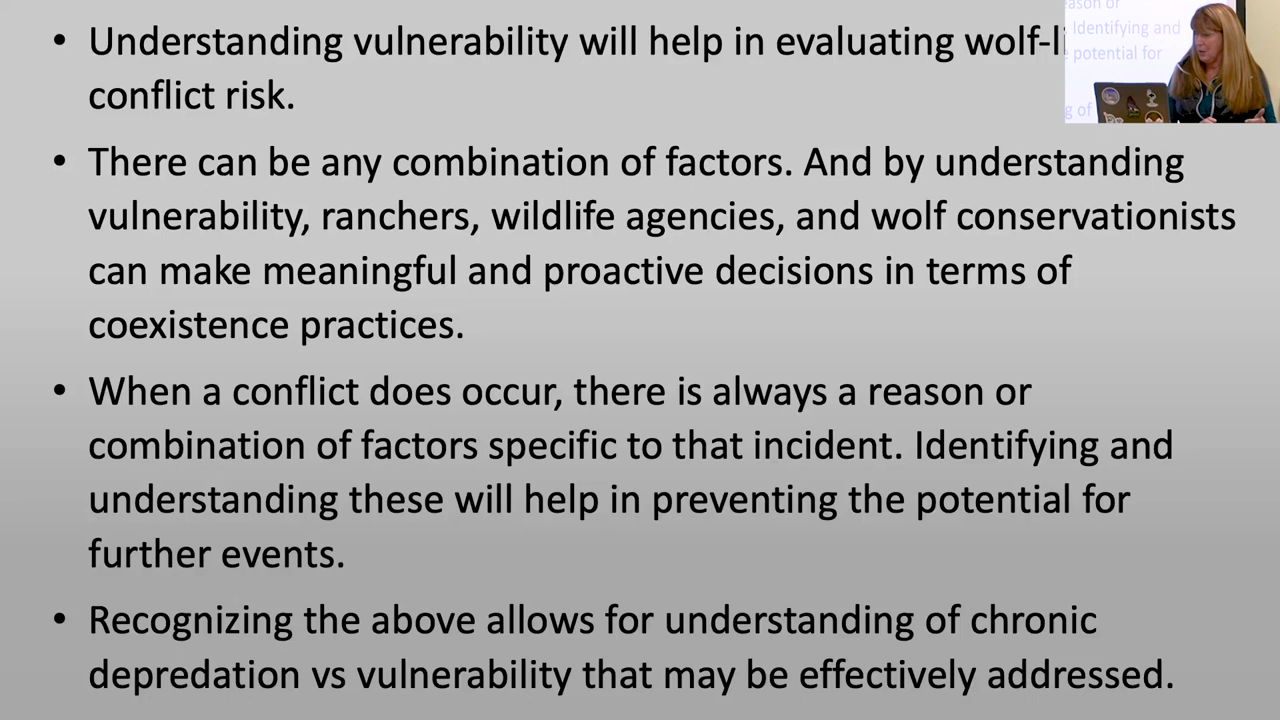 • Understanding vulnerability will help in evaluating
conflict risk.
• There can be any combination of factors. And by understanding
vulnerability, ranchers, wildlife agencies, and wolf conservationists
can make meaningful and proactive decisions in terms of
coexistence practices.
• When a conflict does occur, there is always a reason or
combination of factors specific to that incident. Identifying and
understanding these will help in preventing the potential for
further events.
• Recognizing the above allows for understanding of chronic
depredation vs vulnerability that may be effectively addressed.
or
. Identifying and
potential for
of